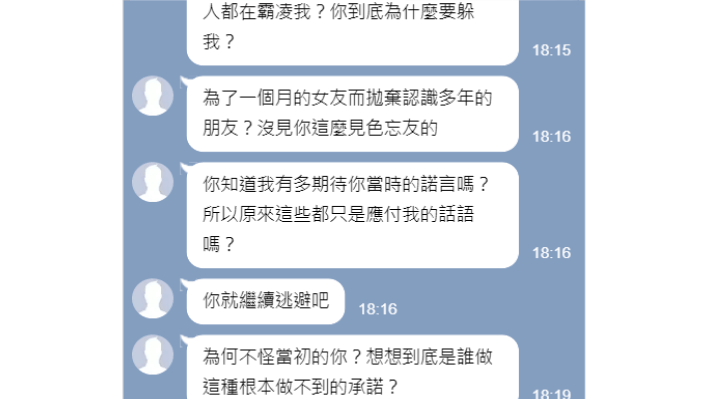 人都在霸凌我？你到底為什麼要躲
我？
18:15
為了一個月的女友而拋棄認識多年的
朋友？沒見你這麼見色忘友的
18:16
你知道我有多期待你當時的諾言嗎？
所以原來這些都只是應付我的話語
嗎？
18:16
你就繼續逃避吧
18:16
為何不怪當初的你？想想到底是誰做
這種根本做不到的承諾？
18:19